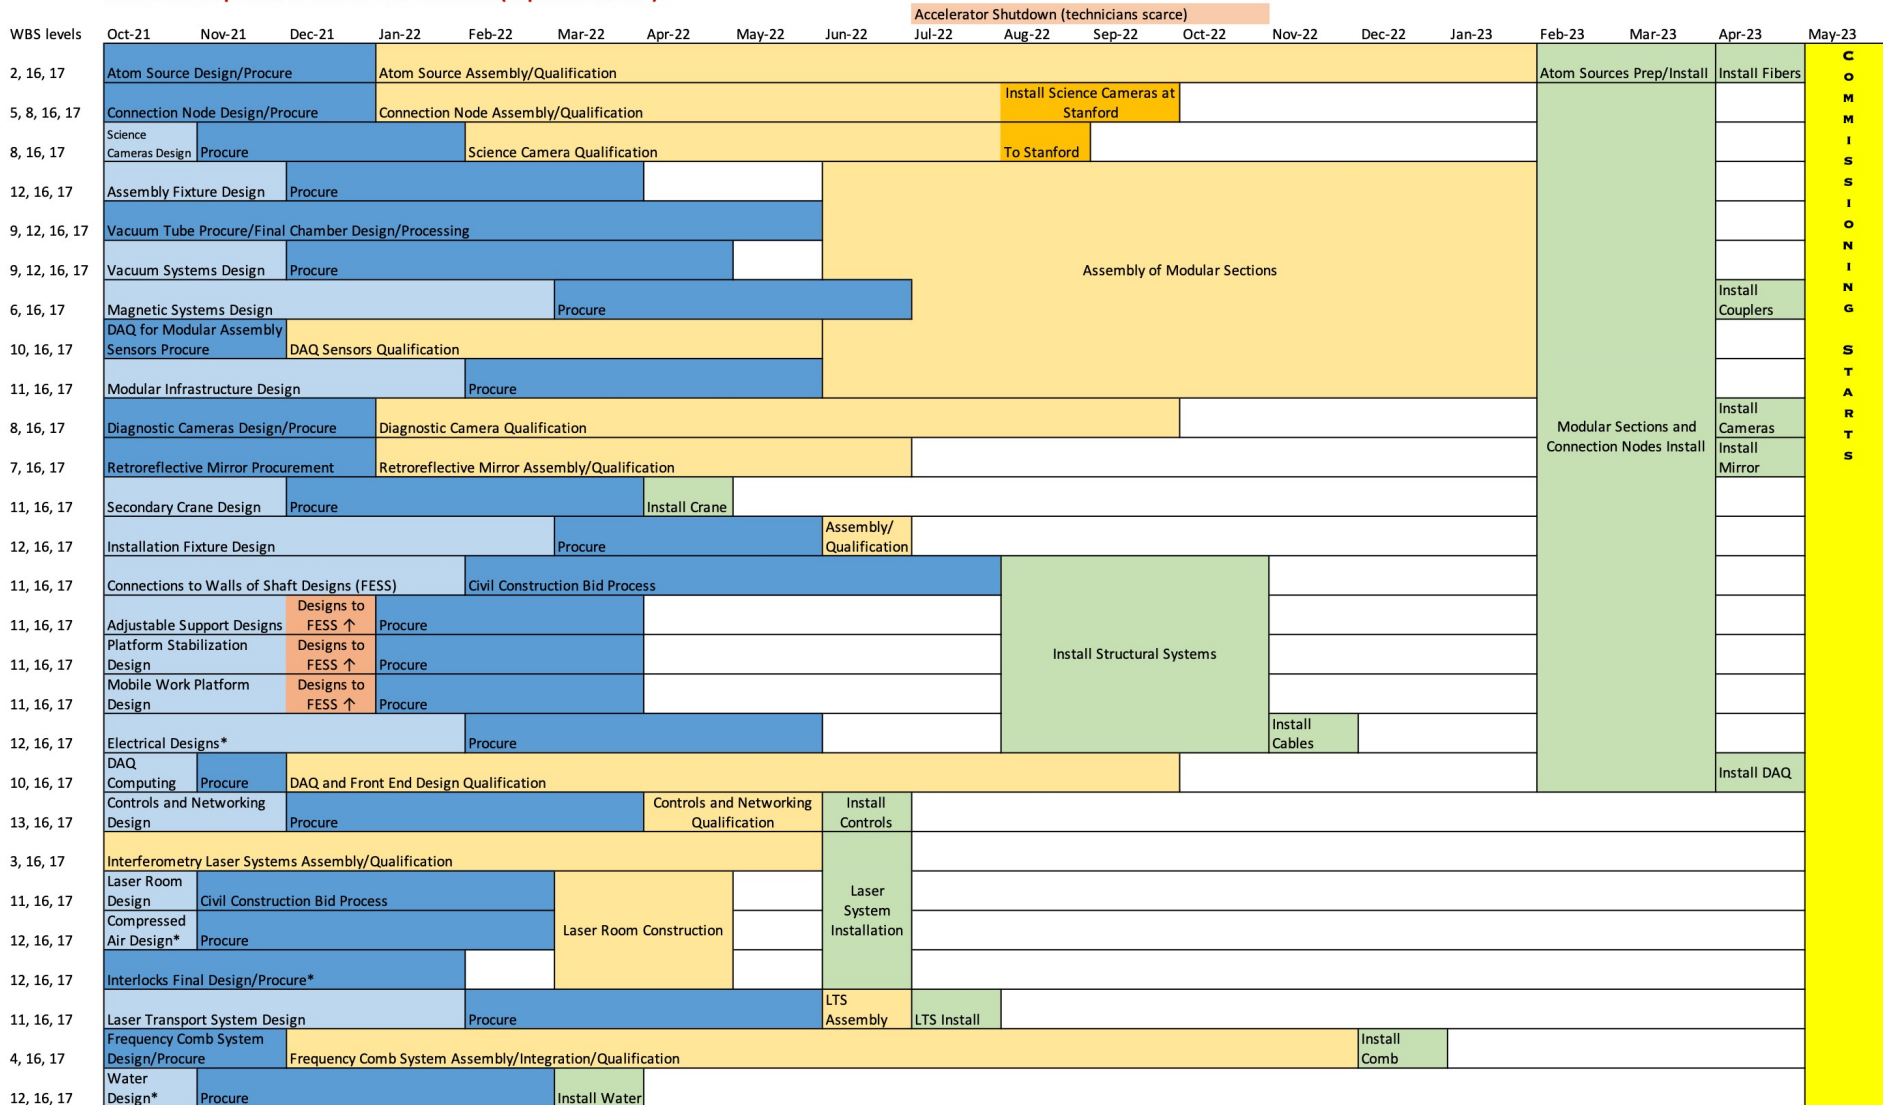 Accelerator Shutdown (technicians scarce)
WBS levels Oct-21 Nov-21 Dec-21 Jan-22 Feb-22 Mar-22 Apr-22 May-22 Jun-22 Jul-22 Aug-22 Sep-22 Oct-22 Nov-22 Dec-22 Jan-23 Feb-23 Mar-23 Apr-23 May-23
2, 16, 17 Atom Source Design/Procure Atom Source Assembly/Qualification Atom Sources Prep/Install Install Fibers
5, 8, 16, 17 Connection Node Design/Procure Connection Node Assembly/Qualification
Install Science Cameras at
Stanford
Science
Cameras Design
8, 16, 17 Procure Science Camera Qualification To Stanford
12, 16, 17 Assembly Fixture Design Procure
9, 12, 16, 17 Vacuum Tube Procure/Final Chamber Design/Processing
9, 12, 16, 17 Vacuum Systems Design Procure
Assembly of Modular Sections
6, 16, 17 Magnetic Systems Design Procure
Install
Couplers
DAQ for Modular Assembly
Sensors Procure
10, 16, 17 DAQ Sensors Qualification
11, 16, 17 Modular Infrastructure Design Procure
8, 16, 17 Diagnostic Cameras Design/Procure Diagnostic Camera Qualification
Modular Sections and
Connection Nodes Install
Install
Cameras
7, 16, 17 Retroreflective Mirror Procurement Retroreflective Mirror Assembly/Qualification
Install
Mirror
11, 16, 17 Secondary Crane Design Procure Install Crane
12, 16, 17 Installation Fixture Design Procure
Assembly/
Qualification
11, 16, 17 Connections to Walls of Shaft Designs (FESS) Civil Construction Bid Process
11, 16, 17 Adjustable Support Designs
Designs to
FESS ↑
Procure
11, 16, 17
Platform Stabilization
Design
Designs to
FESS ↑
Procure
Install Structural Systems
11, 16, 17
Mobile Work Platform
Design
Designs to
FESS ↑
Procure
12, 16, 17 Electrical Designs* Procure
Install
Cables
10, 16, 17
DAQ
Computing
Procure DAQ and Front End Design Qualification Install DAQ
13, 16, 17
Controls and Networking
Design
Procure
Controls and Networking
Qualification
Install
Controls
3, 16, 17 Interferometry Laser Systems Assembly/Qualification
11, 16, 17
Laser Room
Design
Civil Construction Bid Process
Laser
System
Installation
12, 16, 17
Compressed
Air Design*
Procure
Laser Room Construction
12, 16, 17 Interlocks Final Design/Procure*
11, 16, 17 Laser Transport System Design Procure
LTS
Assembly
LTS Install
4, 16, 17
Frequency Comb System
Design/Procure
Frequency Comb System Assembly/Integration/Qualification
Install
Comb
12, 16, 17
Water
Design*
Procure Install Water
COMMISSIONING STARTS